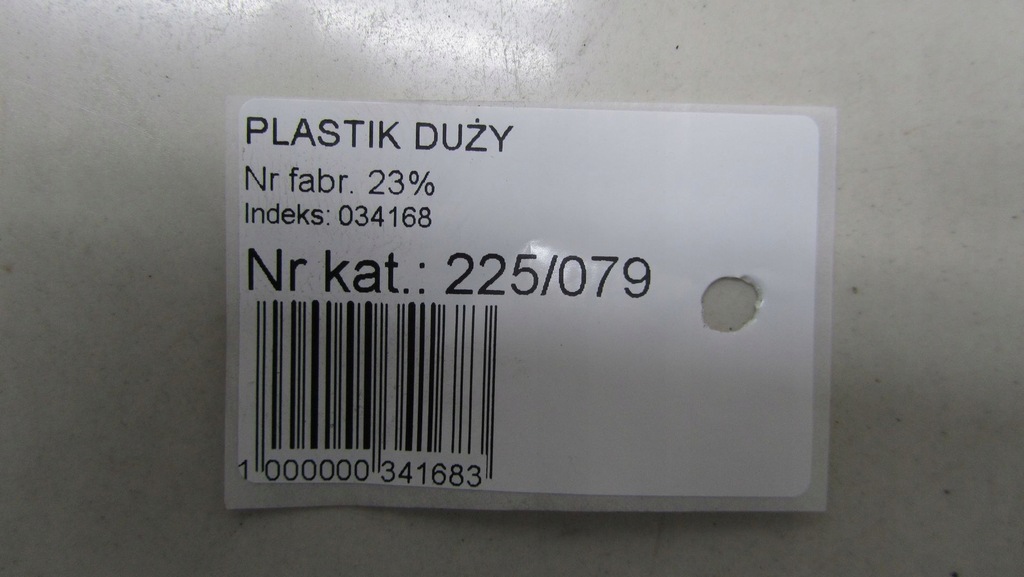 PLASTIK DUŻY
Nr fabr. 23%
Indeks: 034168
Nr kat.: 225/079
1 000000 341683